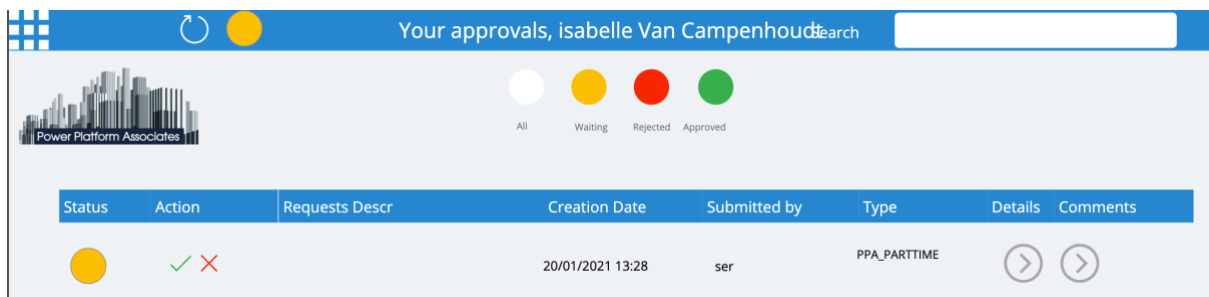 Your approvals, isabelle Van Campenhoudt
search
All Waiting Rejected Approved
Power Platform Associates
Status Action Requests Descr Creation Date Submitted by Type Details Comments
20/01/2021 13:28 ser PPA_PARTTIME